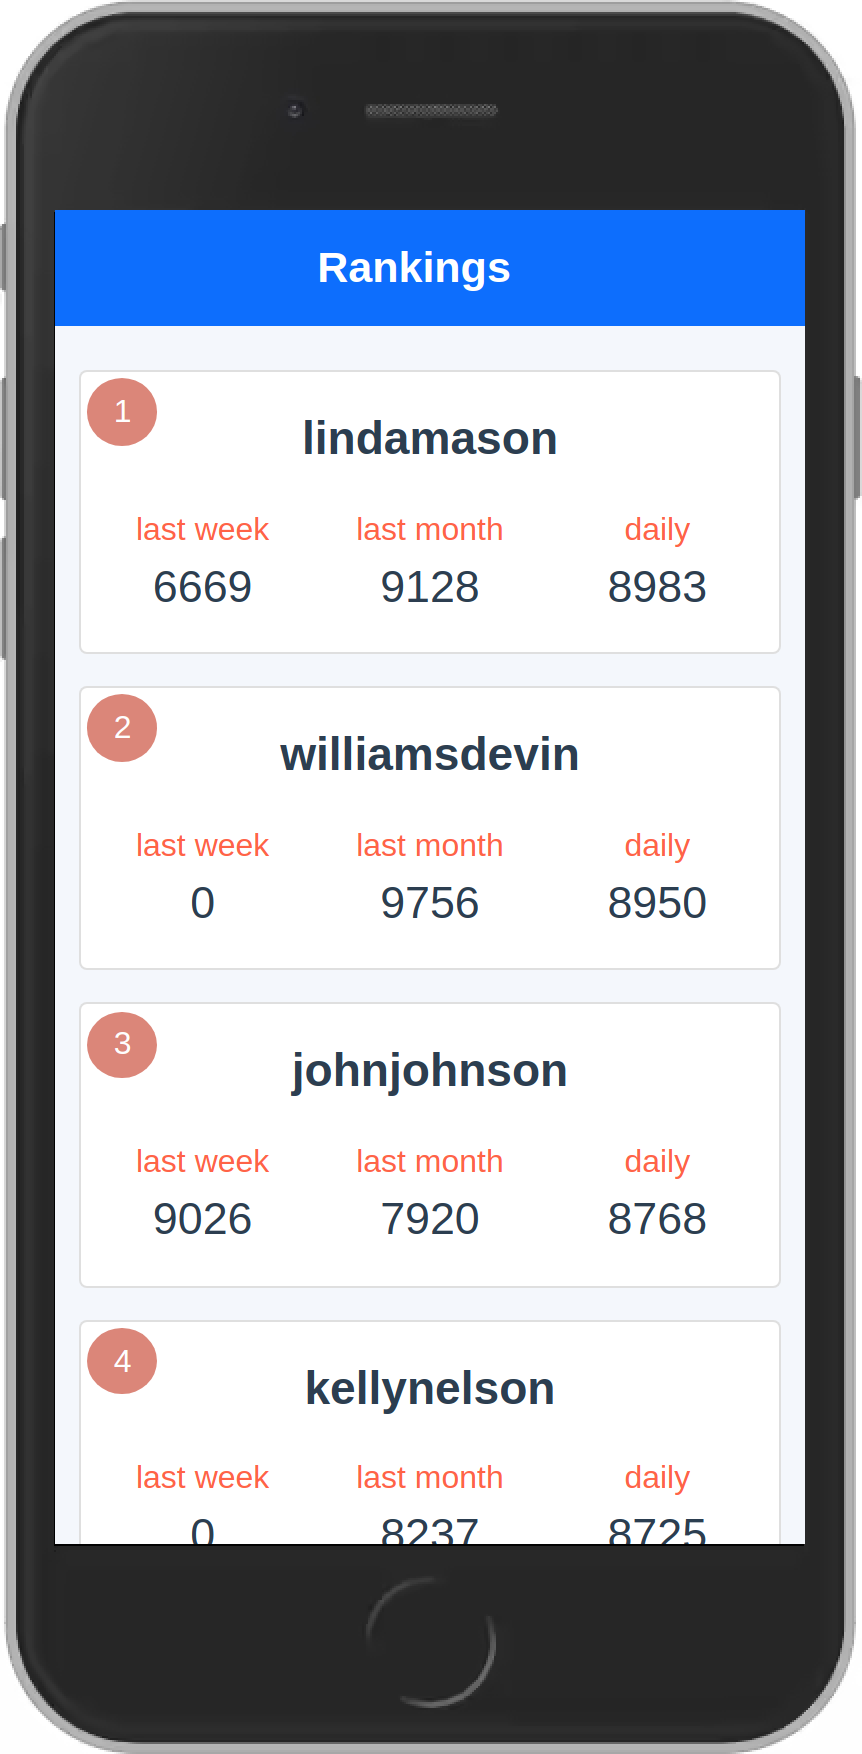 Rankings
1
lindamason
last week last month daily
6669 9128 8983
2
williamsdevin
last week last month daily
0 9756 8950
3
johnjohnson
last week last month daily
9026 7920 8768
4
kellynelson
last week last month daily
0 8237 8725